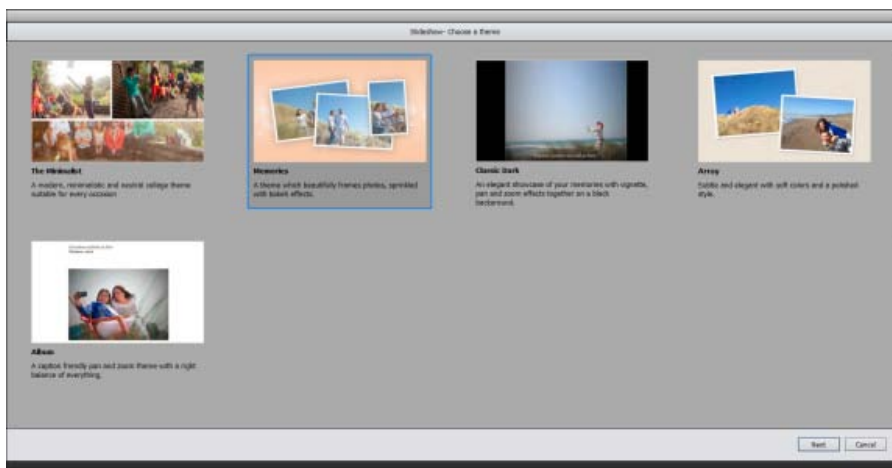 Slideshow- Choose a theme
The Minimalist
A modern, minimalistic and neutral collage theme
suitable for every occasion
Memories
A theme which beautifully frames photos, sprinkled
with bokeh effects.
Classic Dark
An elegant showcase of your memories with vignette,
pan and zoom effects together on a black
background.
Array
Subtle and elegant with soft colors and a polished
style.
Album
A caption friendly pan and zoom theme with a right
balance of everything.
Next
Cancel